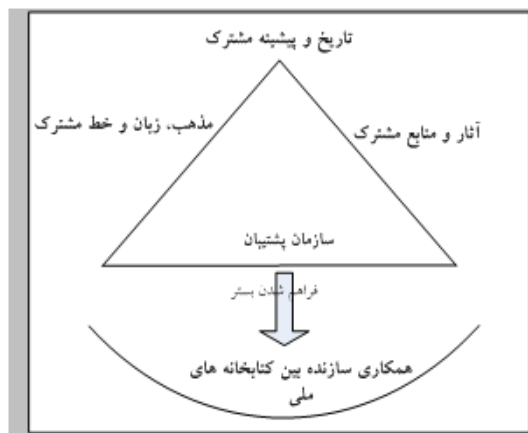 تاریخ و پیشینه مشترک
مذهب، زبان و خط مشترک
آثار و منابع مشترک
سازمان پشتیبان
فراهم شدن بستر
همکاری سازنده بین کتابخانه های
ملی